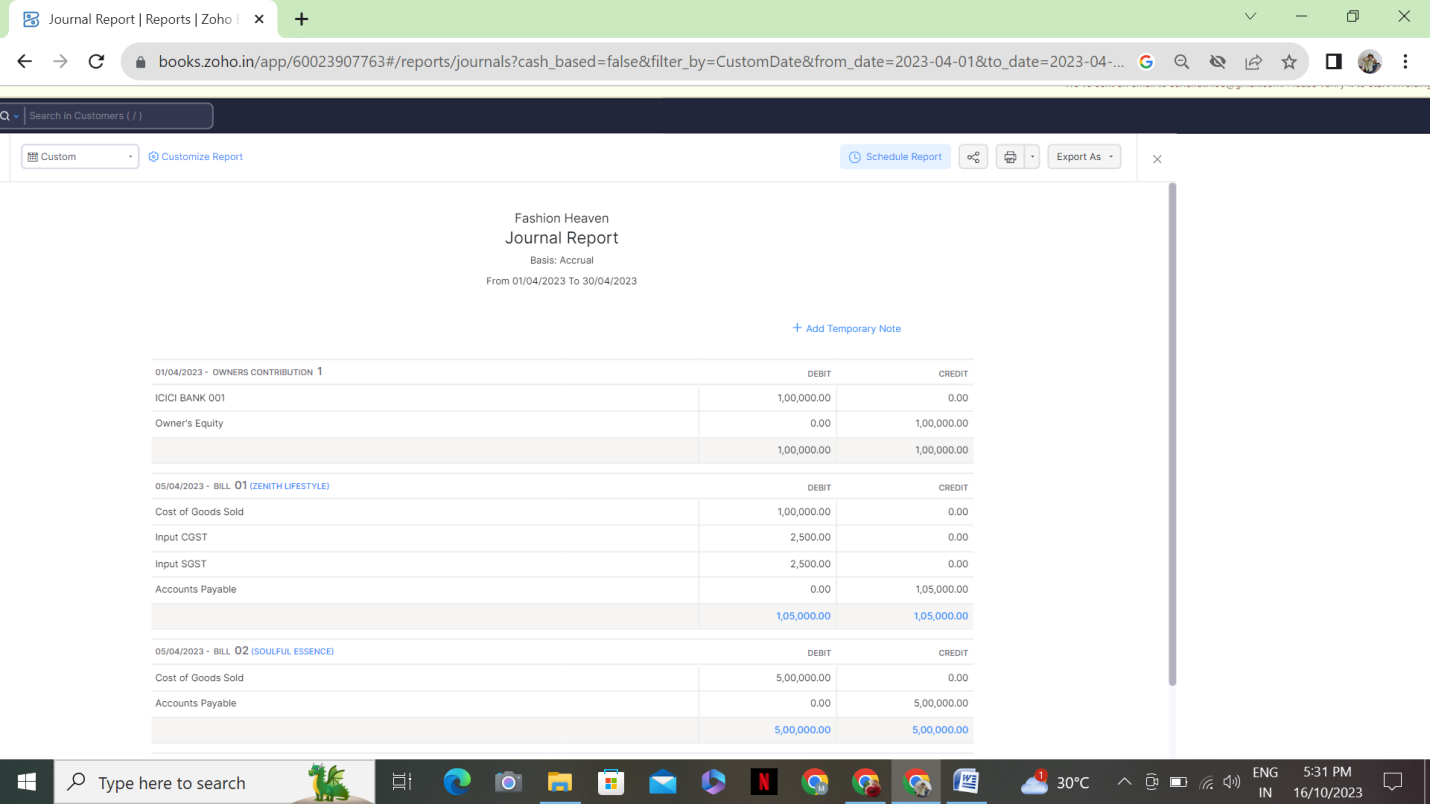 Journal Report | Reports | Zoho
books.zoho.in/app/60023907763#/reports/journals?cash_based=false&filter_by=CustomDate&from_date=2023-04-01&to_date=2023-04-...
Search in Customers ( / )
Custom
Customize Report
Schedule Report
Export As
Fashion Heaven
Journal Report
Basis: Accrual
From 01/04/2023 To 30/04/2023
+ Add Temporary Note
01/04/2023 - OWNERS CONTRIBUTION 1 DEBIT CREDIT
ICICI BANK 001 1,00,000.00 0.00
Owner's Equity 0.00 1,00,000.00
1,00,000.00 1,00,000.00
05/04/2023 - BILL 01 (ZENITH LIFESTYLE) DEBIT CREDIT
Cost of Goods Sold 1,00,000.00 0.00
Input CGST 2,500.00 0.00
Input SGST 2,500.00 0.00
Accounts Payable 0.00 1,05,000.00
1,05,000.00 1,05,000.00
05/04/2023 - BILL 02 (SOULFUL ESSENCE) DEBIT CREDIT
Cost of Goods Sold 5,00,000.00 0.00
Accounts Payable 0.00 5,00,000.00
5,00,000.00 5,00,000.00
Type here to search
N
M
1
30°C
ENG
IN
5:31 PM
16/10/2023